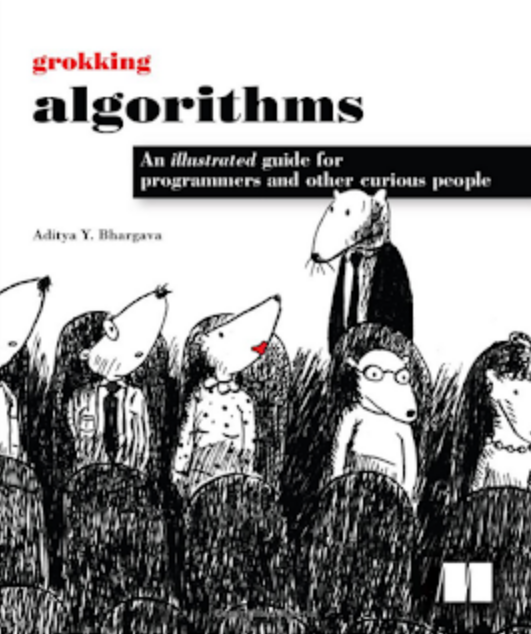 grokking
algorithms
An illustrated guide for
programmers and other curious people
Aditya Y. Bhargava